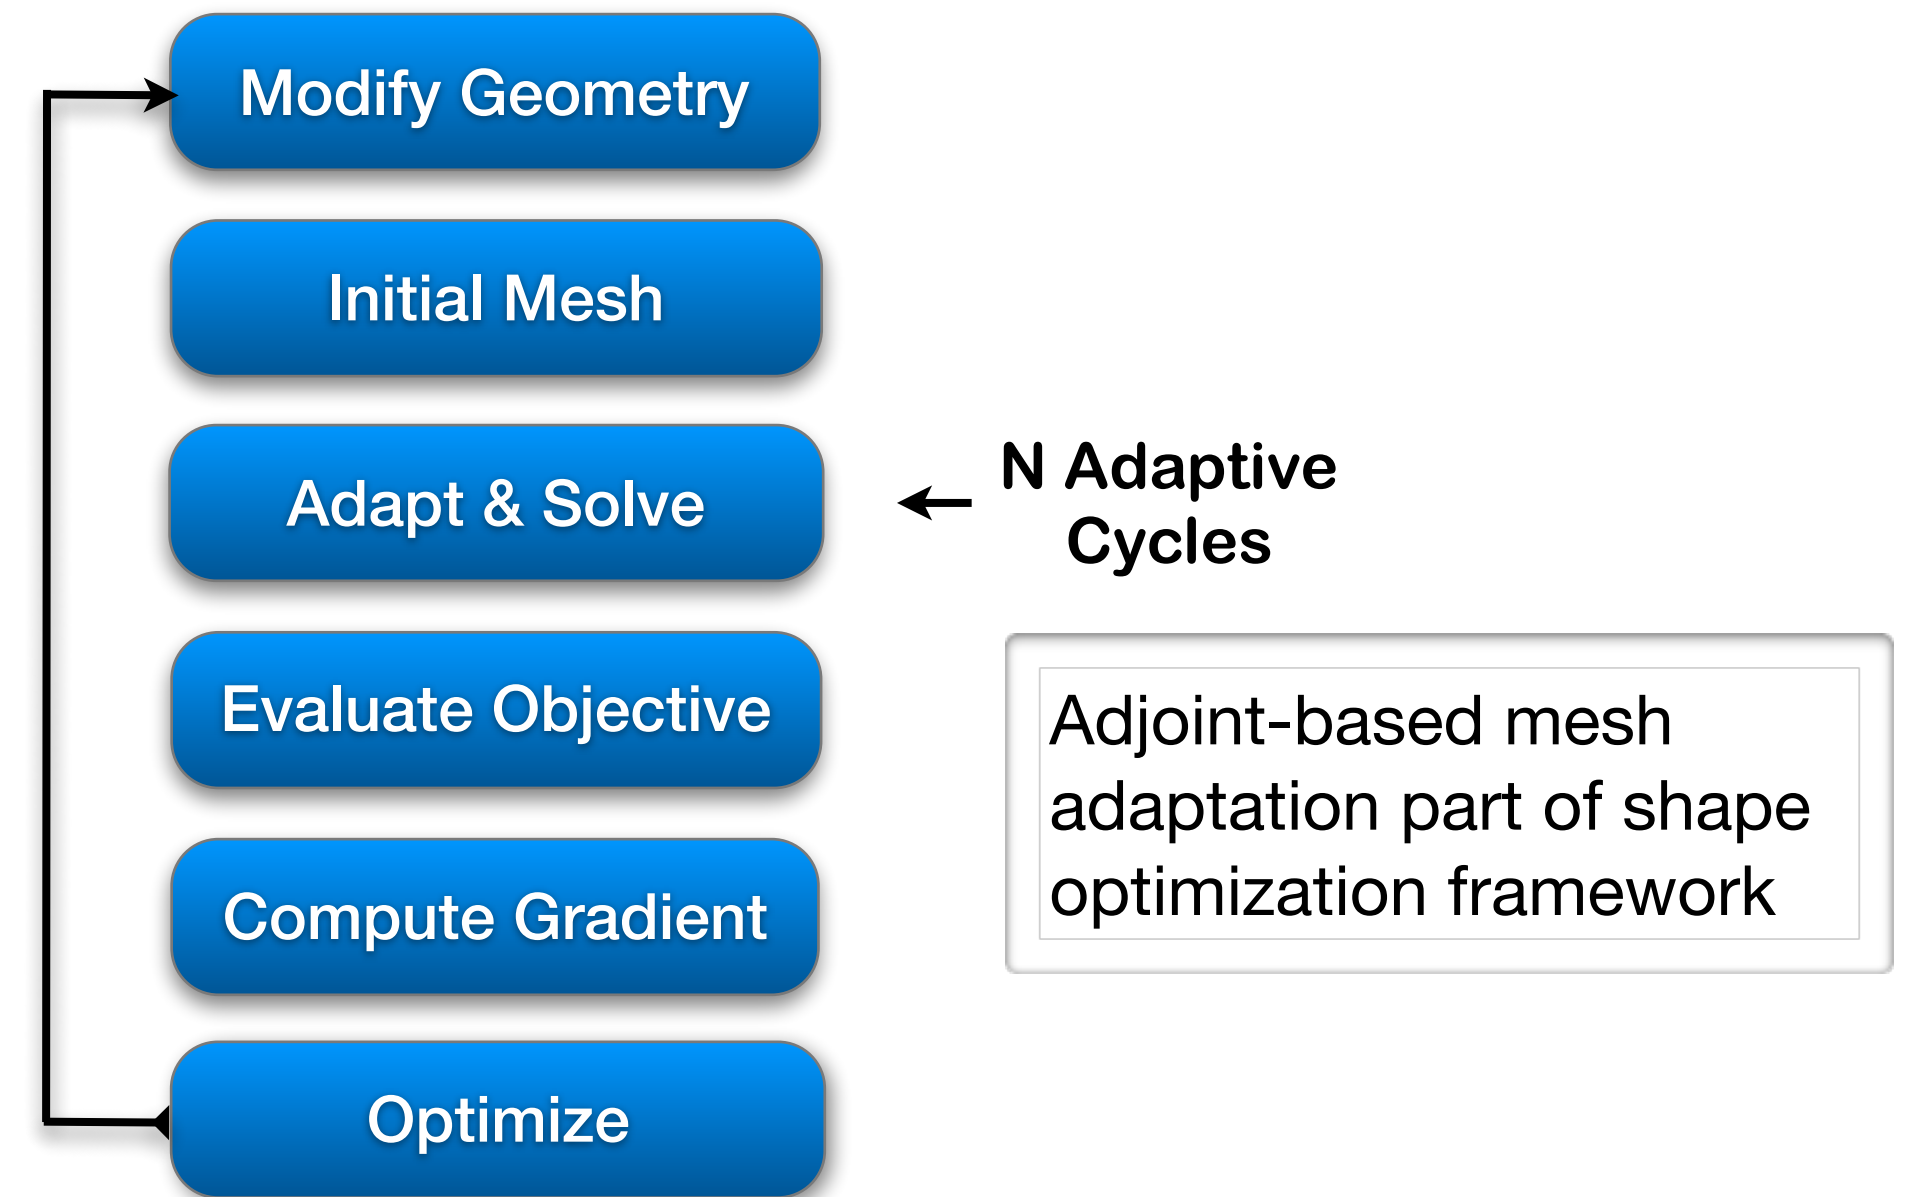 Modify Geometry
Initial Mesh
Adapt & Solve
N Adaptive
Cycles
Evaluate Objective
Adjoint-based mesh
adaptation part of shape
optimization framework
Compute Gradient
Optimize